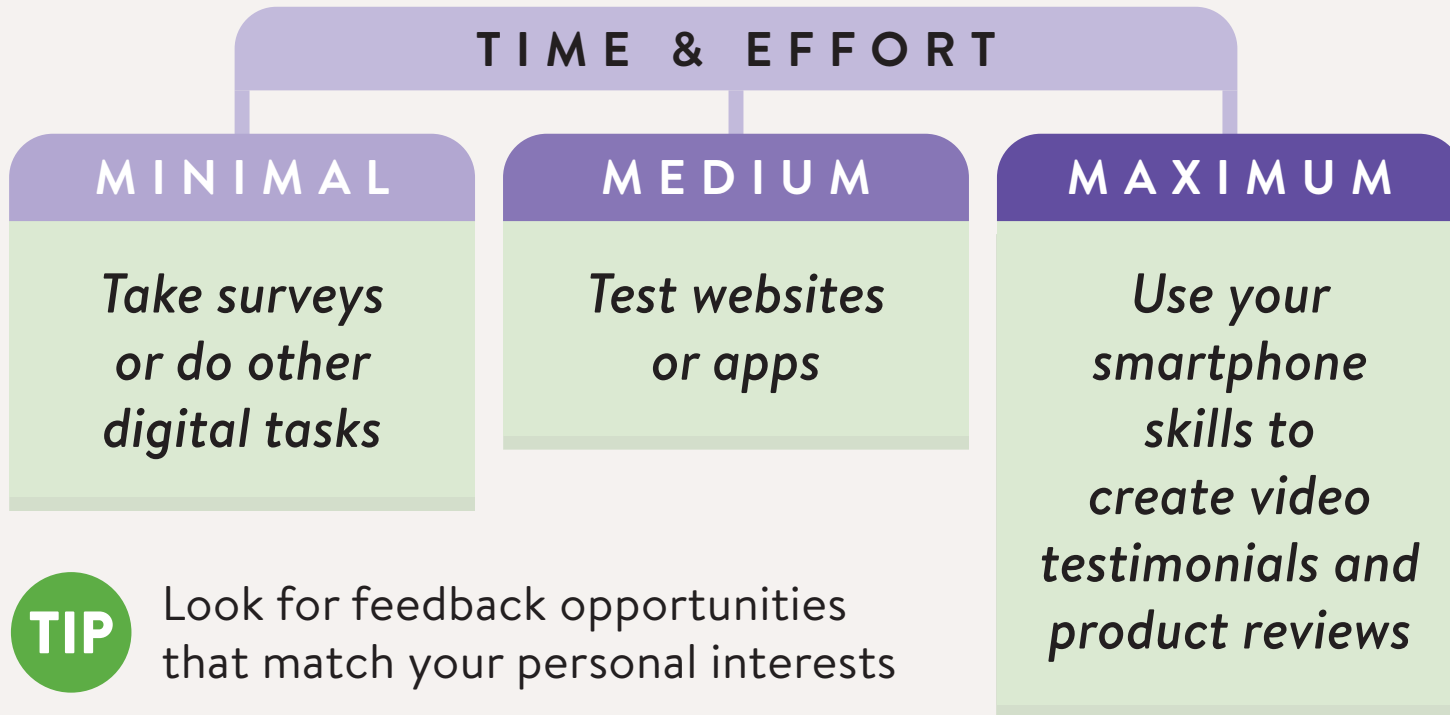 TIME & EFFORT
MINIMAL
Take surveys
or do other
digital tasks
MEDIUM
Test websites
or apps
MAXIMUM
Use your
smartphone
skills to
create video
testimonials and
product reviews
TIP
Look for feedback opportunities
that match your personal interests